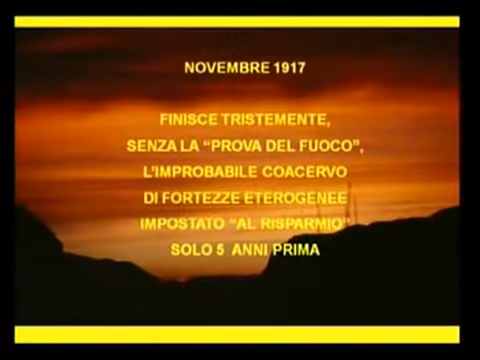 NOVEMBRE 1917
FINISCE TRISTEMENTE,
SENZA LA “PROVA DEL FUOCO”,
L'IMPROBABILE COACERVO
DI FORTEZZE ETEROGENEE
IMPOSTATO “AL RISPARMIO”
SOLO 5 ANNI PRIMA